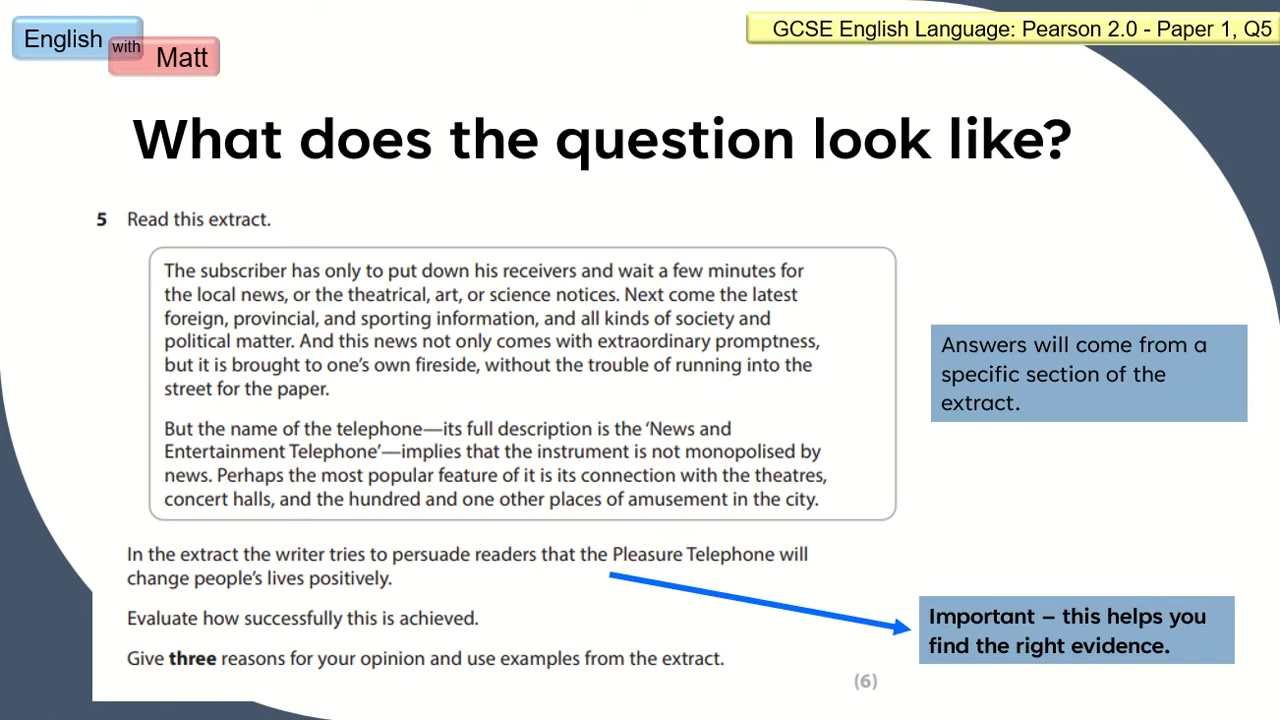 English
with
Matt
GCSE English Language: Pearson 2.0 - Paper 1, Q5
What does the question look like?
5 Read this extract.
The subscriber has only to put down his receivers and wait a few minutes for
the local news, or the theatrical, art, or science notices. Next come the latest
foreign, provincial, and sporting information, and all kinds of society and
political matter. And this news not only comes with extraordinary promptness,
but it is brought to one's own fireside, without the trouble of running into the
street for the paper.
But the name of the telephone—its full description is the 'News and
Entertainment Telephone'—implies that the instrument is not monopolised by
news. Perhaps the most popular feature of it is its connection with the theatres,
concert halls, and the hundred and one other places of amusement in the city.
Answers will come from a
specific section of the
extract.
In the extract the writer tries to persuade readers that the Pleasure Telephone will
change people's lives positively.
Evaluate how successfully this is achieved.
Give three reasons for your opinion and use examples from the extract.
(6)
Important – this helps you
find the right evidence.